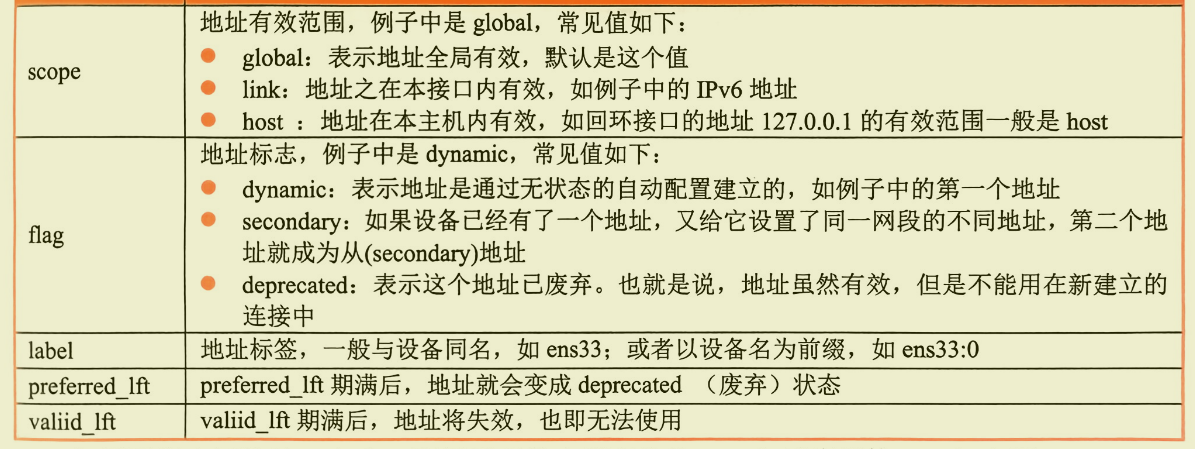 地址有效范围，例子中是 global，常见值如下：
scope
global：表示地址全局有效，默认是这个值
link：地址之在本接口内有效，如例子中的 IPv6 地址
host ：地址在本主机内有效，如回环接口的地址 127.0.0.1 的有效范围一般是 host
地址标志，例子中是 dynamic，常见值如下：
flag
dynamic：表示地址是通过无状态的自动配置建立的，如例子中的第一个地址
secondary：如果设备已经有了一个地址，又给它设置了同一网段的不同地址，第二个地
址就成为从(secondary)地址
deprecated：表示这个地址已废弃。也就是说，地址虽然有效，但是不能用在新建立的
连接中
label 地址标签，一般与设备同名，如 ens33；或者以设备名为前缀，如 ens33:0
preferred_lft preferred_lft 期满后，地址就会变成 deprecated （废弃）状态
valiid_lft valiid_lft 期满后，地址将失效，也即无法使用